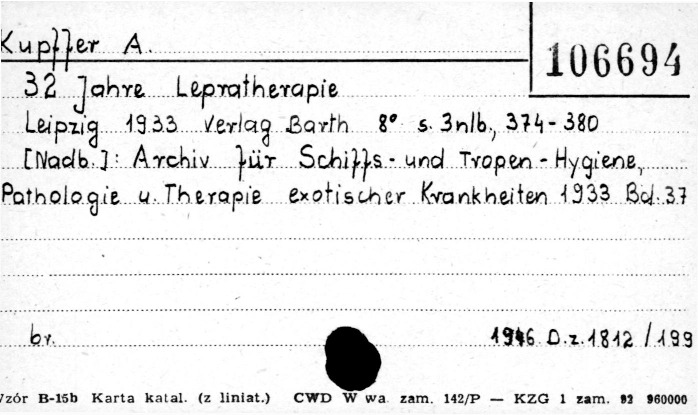 Kupffer A.
106694
32 Jahre Lepratherapie
Leipzig 1933 Verlag Barth 8° s. 3nlb., 374-380
[Nadb.]: Archiv für Schiffs- und Tropen-Hygiene,
Pathologie u. Therapie exotischer Krankheiten 1933 Bd. 37
br.
1946 D.z. 1812/199
Wzór B-15b Karta katal. (z liniat.) CWD W wa. zam. 142/P — KZG 1 zam. 92 960000